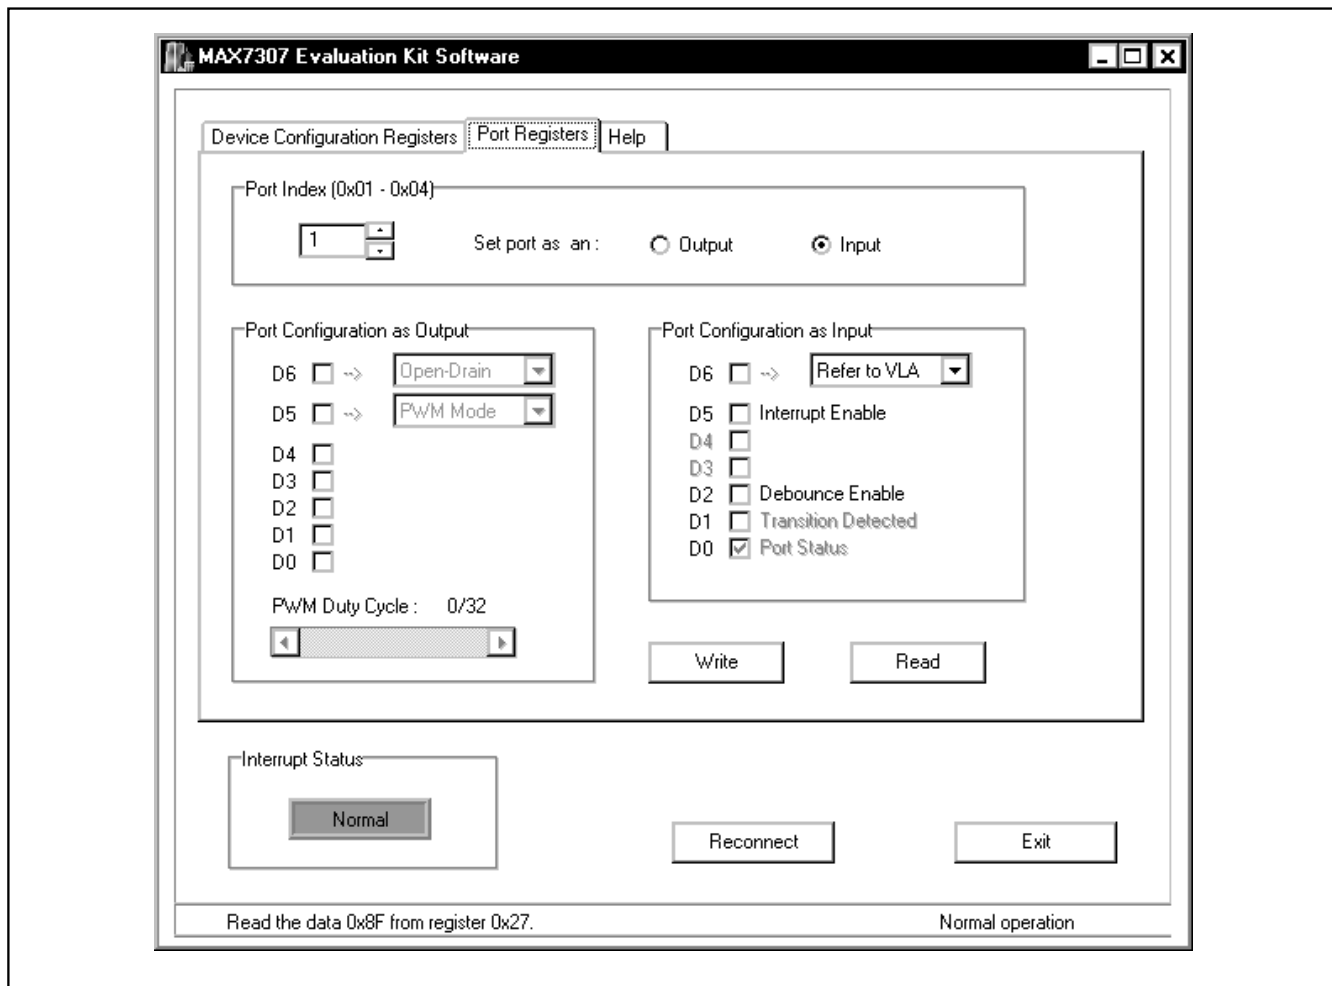 MAX7307 Evaluation Kit Software
Device Configuration Registers Port Registers Help
Port Index (0x01 - 0x04)
1 Set port as an : Output Input
Port Configuration as Output
D6 --> Open-Drain
D5 --> PWM Mode
D4
D3
D2
D1
D0
PWM Duty Cycle : 0/32
Port Configuration as Input
D6 --> Refer to VLA
D5 Interrupt Enable
D4
D3
D2 Debounce Enable
D1 Transition Detected
D0 Port Status
Write Read
Interrupt Status
Normal
Reconnect Exit
Read the data 0x8F from register 0x27. Normal operation